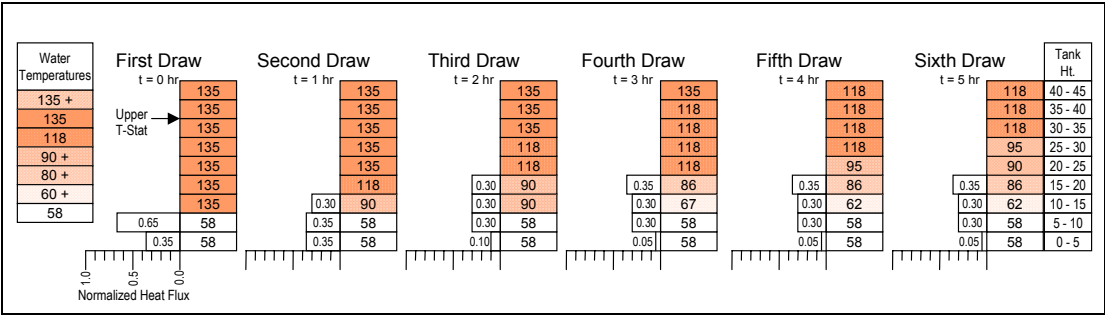 Water
Temperatures
135 +
135
118
90 +
80 +
60 +
58
First Draw
t = 0 hr
Upper
T-Stat
135
135
135
135
135
135
135
0.65 58
0.35 58
1.0 0.5 0.0
Normalized Heat Flux
Second Draw
t = 1 hr
135
135
135
135
135
118
0.30 90
0.35 58
0.35 58
Third Draw
t = 2 hr
135
135
135
118
118
0.30 90
0.30 90
0.30 58
0.10 58
Fourth Draw
t = 3 hr
135
118
118
118
118
0.35 86
0.30 67
0.30 58
0.05 58
Fifth Draw
t = 4 hr
118
118
118
118
95
0.35 86
0.30 62
0.30 58
0.05 58
Sixth Draw
t = 5 hr
118
118
118
95
90
0.35 86
0.30 62
0.30 58
0.05 58
Tank
Ht.
40 - 45
35 - 40
30 - 35
25 - 30
20 - 25
15 - 20
10 - 15
5 - 10
0 - 5